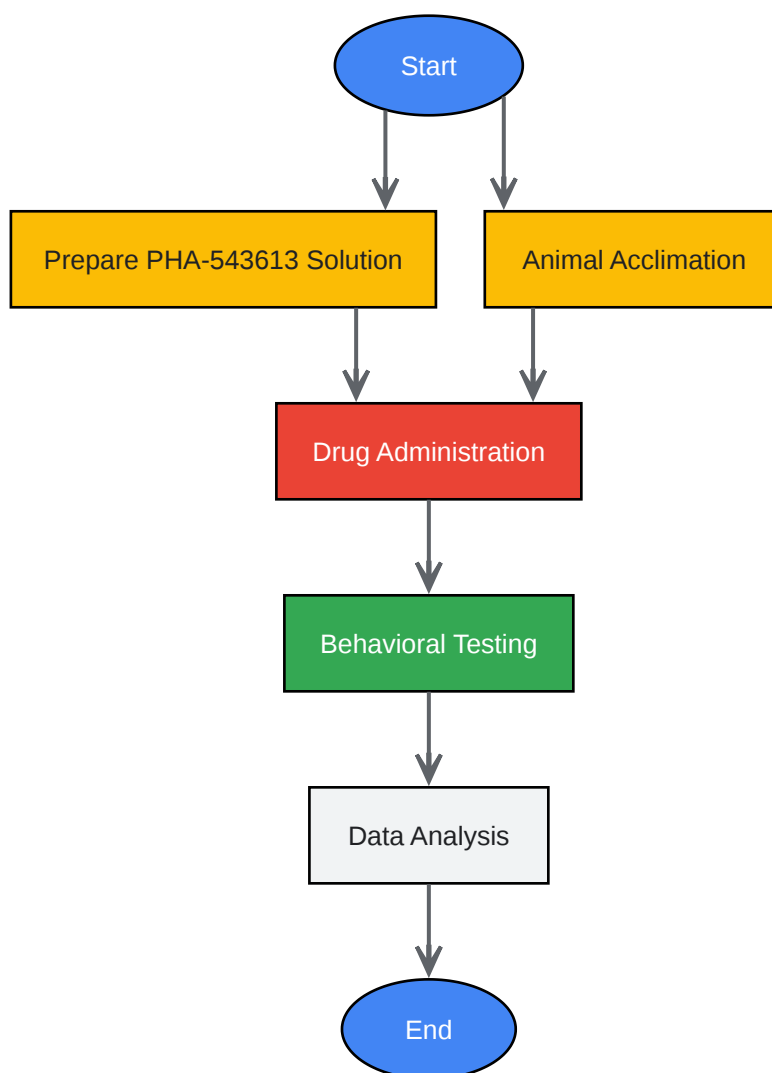 Start
Prepare PHA-543613 Solution
Animal Acclimation
Drug Administration
Behavioral Testing
Data Analysis
End